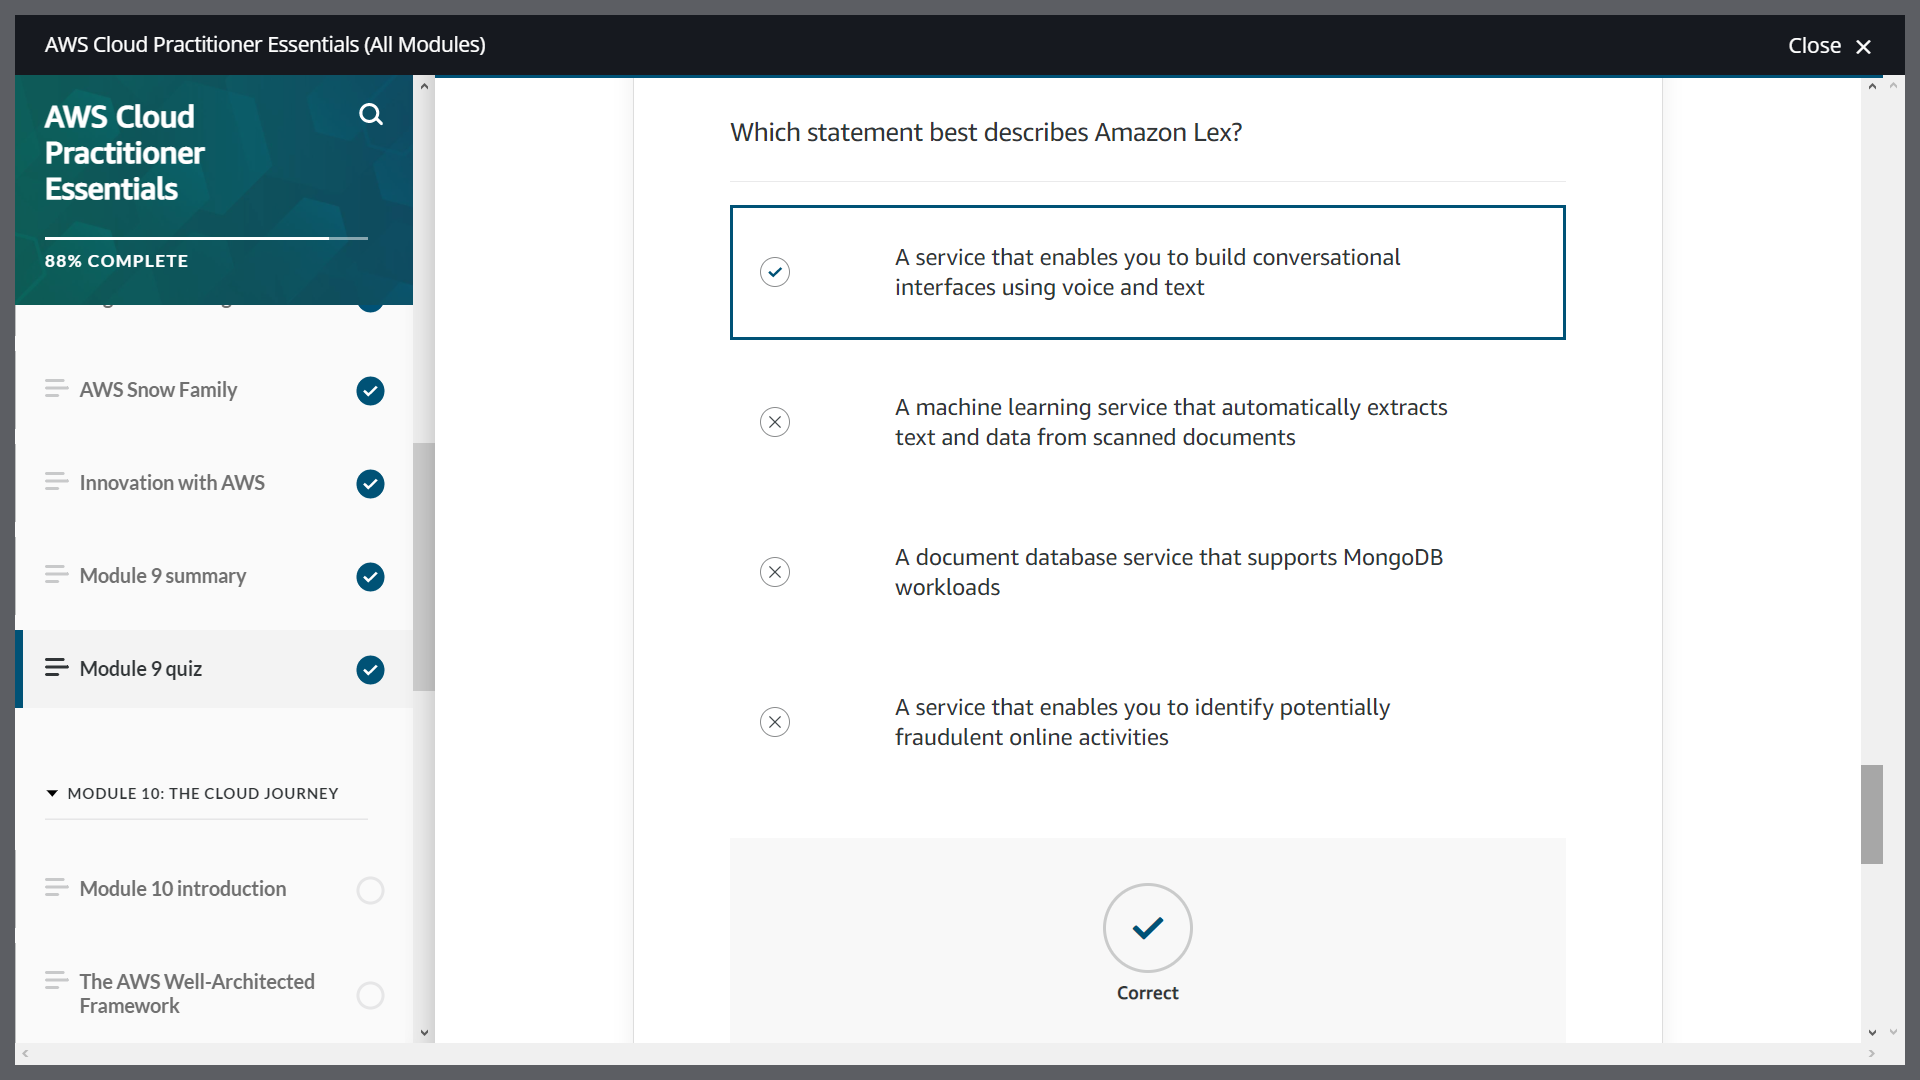 AWS Cloud Practitioner Essentials (All Modules)
Close
AWS Cloud
Practitioner
Essentials
88% COMPLETE
AWS Snow Family
Innovation with AWS
Module 9 summary
Module 9 quiz
MODULE 10: THE CLOUD JOURNEY
Module 10 introduction
The AWS Well-Architected
Framework
Which statement best describes Amazon Lex?
A service that enables you to build conversational
interfaces using voice and text
A machine learning service that automatically extracts
text and data from scanned documents
A document database service that supports MongoDB
workloads
A service that enables you to identify potentially
fraudulent online activities
Correct